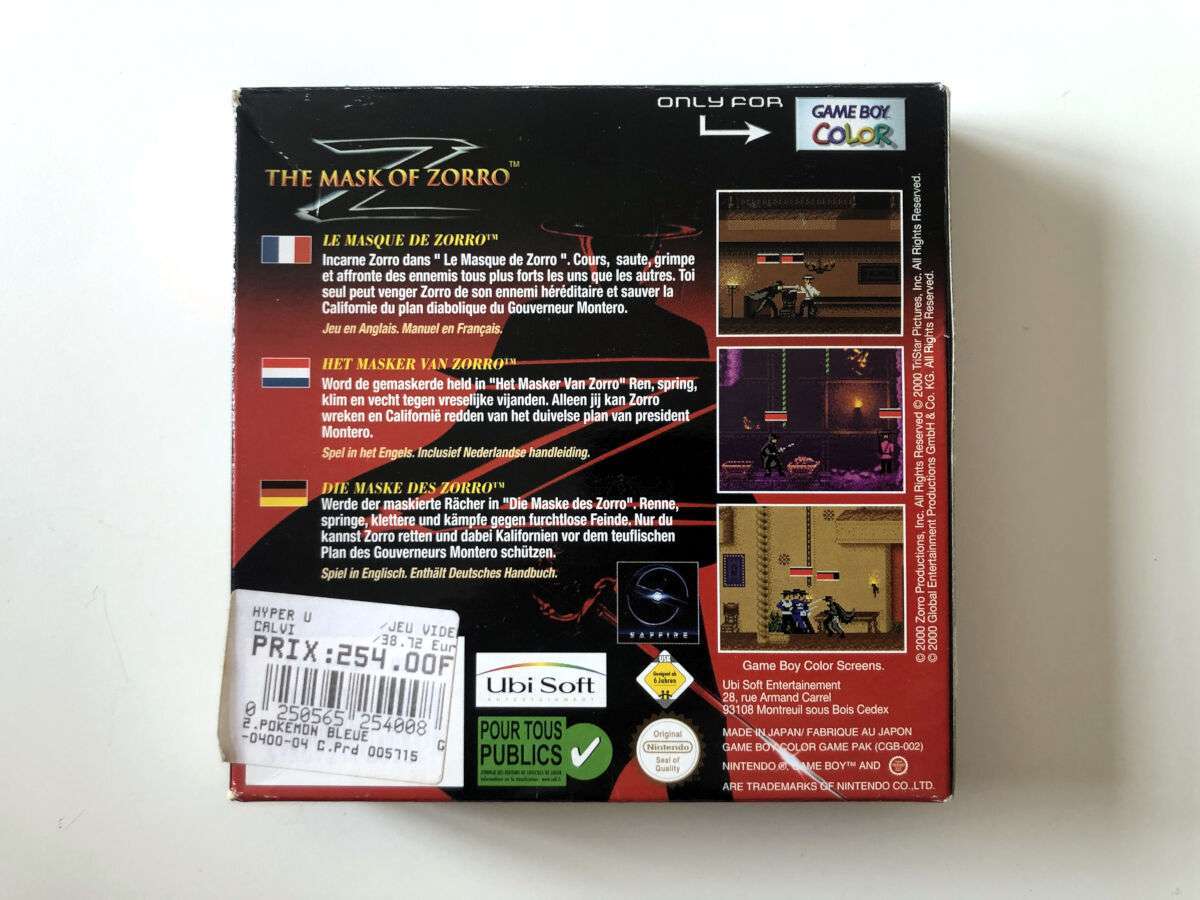 ONLY FOR
GAME BOY
COLOR
THE MASK OF ZORRO™
LE MASQUE DE ZORRO™
Incarne Zorro dans " Le Masque de Zorro ". Cours, saute, grimpe
et affronte des ennemis tous plus forts les uns que les autres. Toi
seul peut venger Zorro de son ennemi héréditaire et sauver la
Californie du plan diabolique du Gouverneur Montero.
Jeu en Anglais. Manuel en Français.
HET MASKER VAN ZORRO™
Word de gemaskerde held in "Het Masker Van Zorro" Ren, spring,
klim en vecht tegen vreselijke vijanden. Alleen jij kan Zorro
wreken en Californië redden van het duivelse plan van president
Montero.
Spel in het Engels. Inclusief Nederlandse handleiding.
DIE MASKE DES ZORRO™
Werde der maskierte Rächer in "Die Maske des Zorro". Renne,
springe, klettere und kämpfe gegen furchtlose Feinde. Nur du
kannst Zorro retten und dabei Kalifornien vor dem teuflischen
Plan des Gouverneurs Montero schützen.
Spiel in Englisch. Enthält Deutsches Handbuch.
© 2000 Zorro Productions, Inc. All Rights Reserved © 2000 TriStar Pictures, Inc. All Rights Reserved.
© 2000 Global Entertainment Productions GmbH & Co. KG. All Rights Reserved.
SAFFIRE
HYPER U
CALVI
/JEU VIDE
/38.72 Eur
PRIX:254.00F
0 250565 254008
2.POKEMON BLEUE
-0400-04 C.Prd 005715
Ubi Soft
ENTERTAINMENT
USK
Geeignet ab
6 Jahren
POUR TOUS
PUBLICS
Original
Nintendo
Seal of
Quality
Game Boy Color Screens.
Ubi Soft Entertainement
28, rue Armand Carrel
93108 Montreuil sous Bois Cedex
MADE IN JAPAN/ FABRIQUE AU JAPON
GAME BOY COLOR GAME PAK (CGB-002)
NINTENDO ®, GAME BOY™ AND
ARE TRADEMARKS OF NINTENDO CO.,LTD.